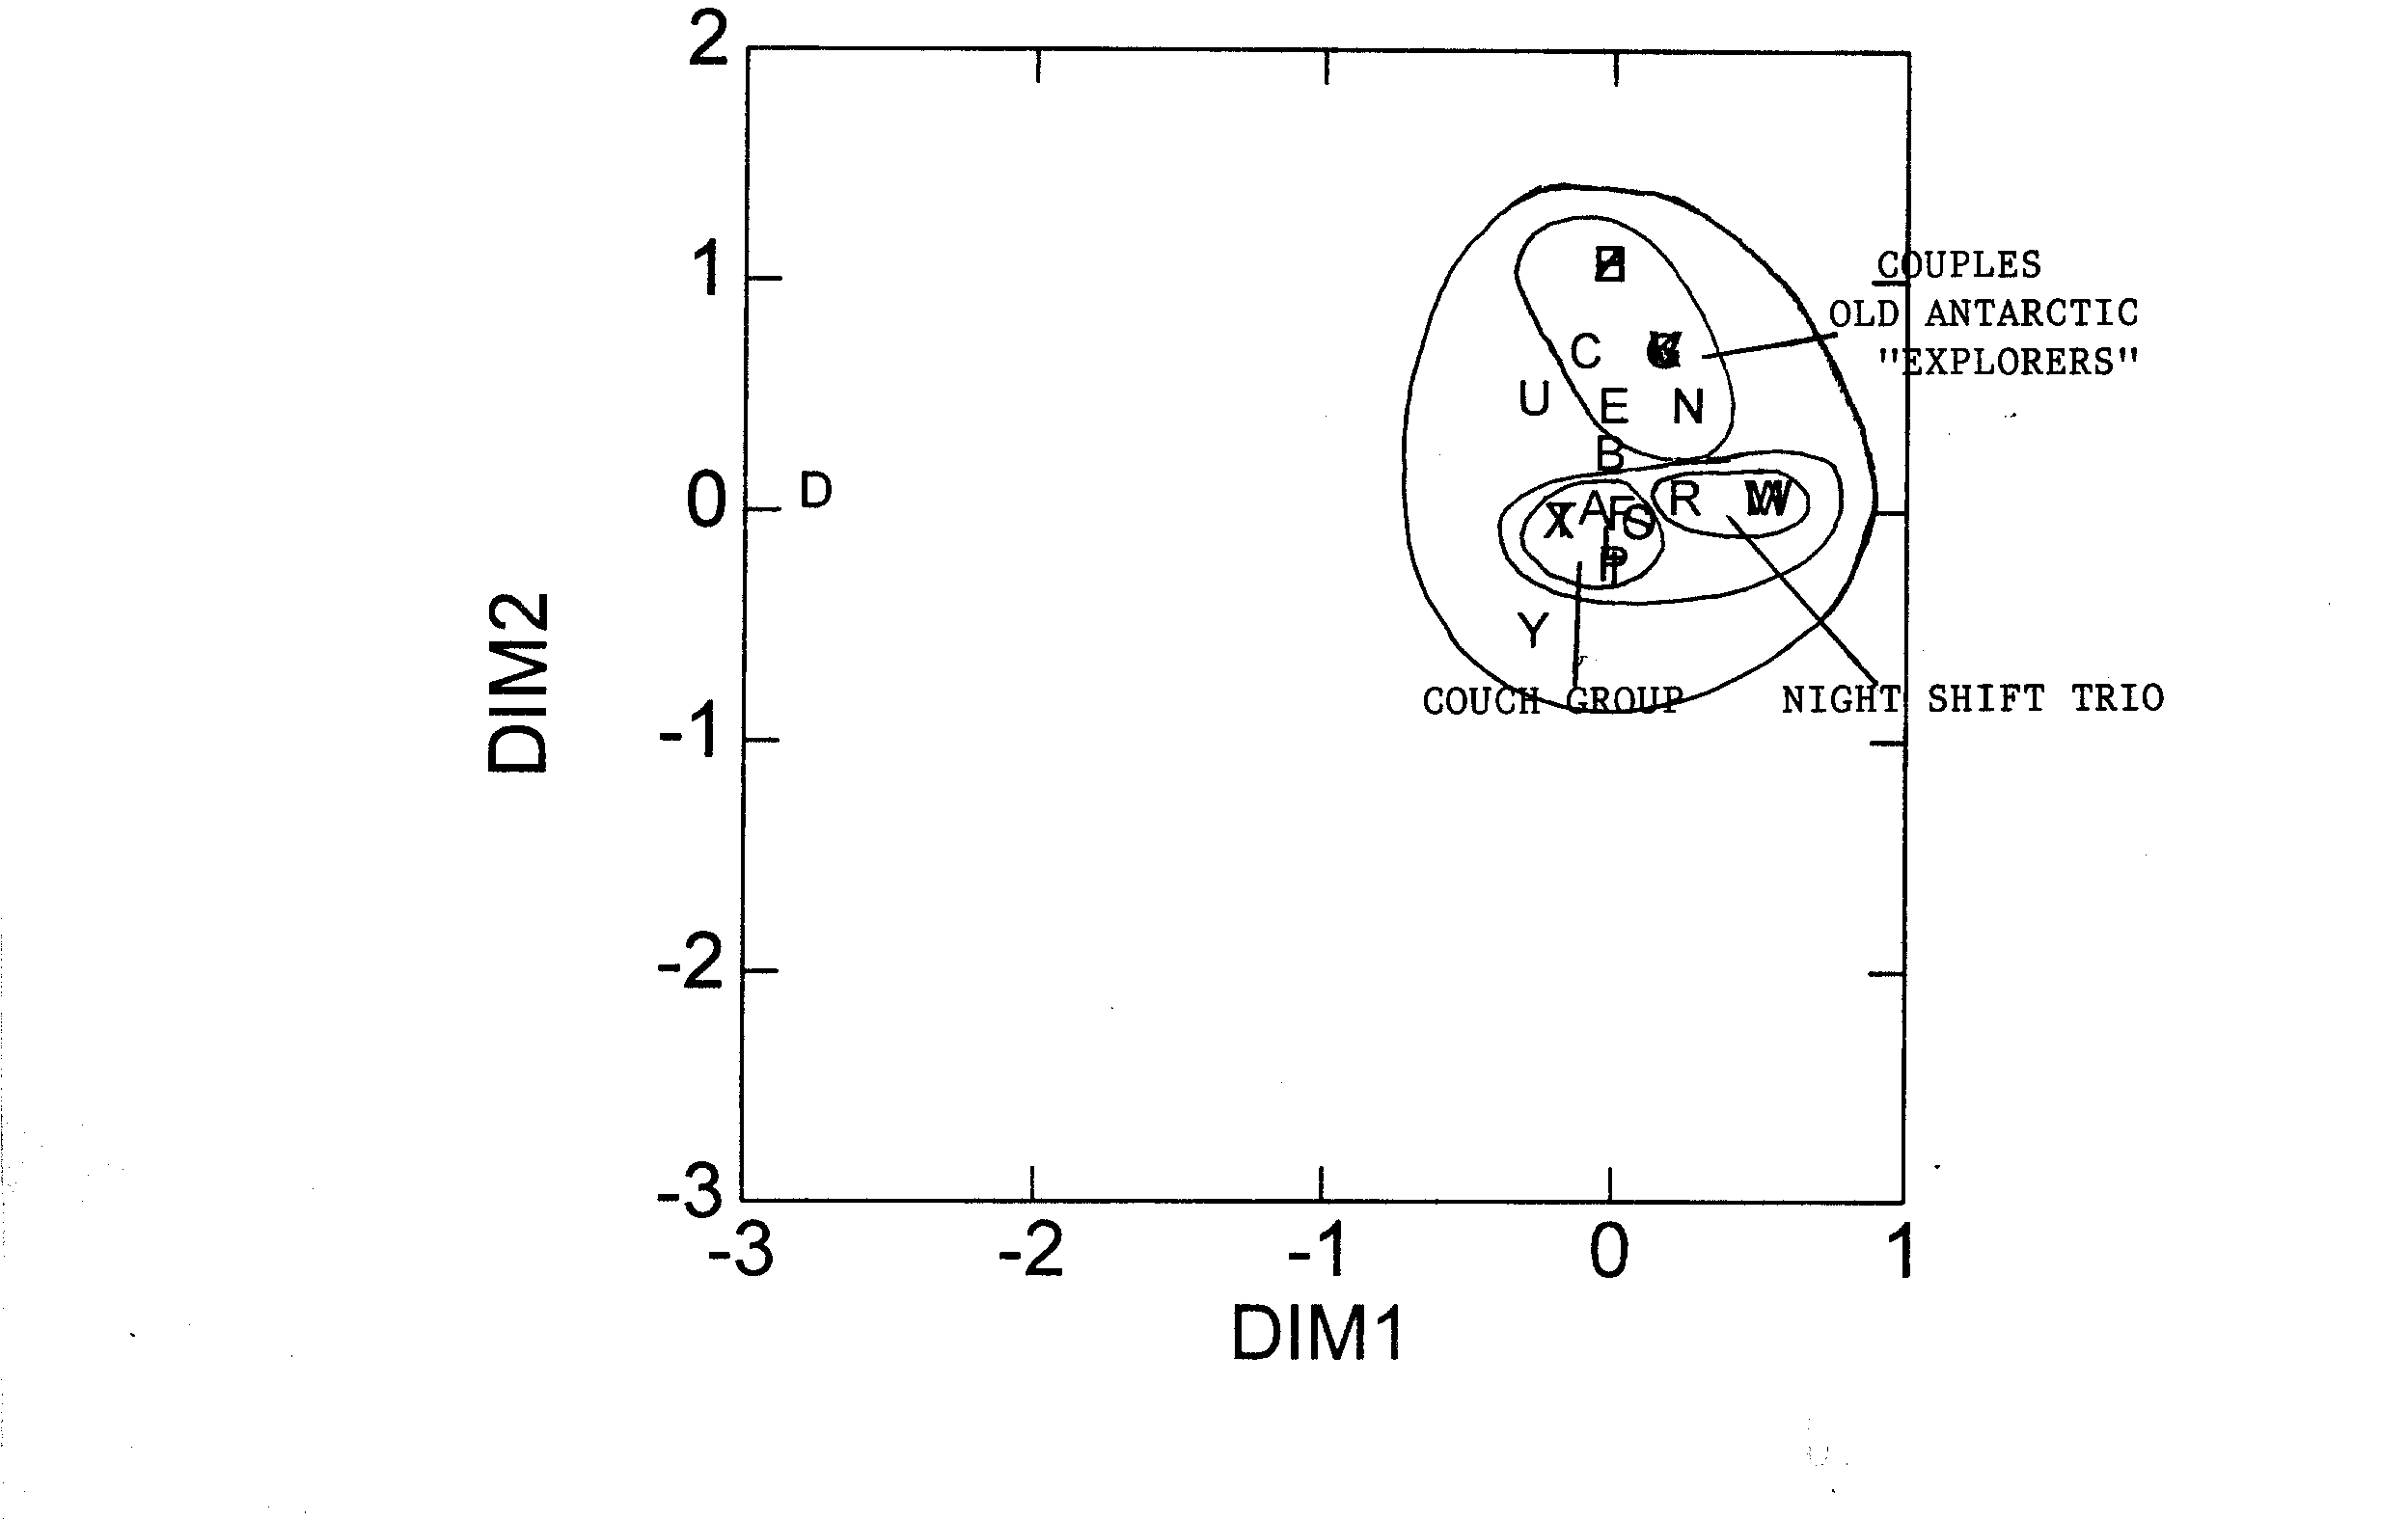 2
1
COUPLES
OLD ANTARCTIC
"EXPLORERS"
C
U
E N
B
0
D
R
A F
Y
COUCH GROUP
NIGHT SHIFT TRIO
DIM2
-1
-2
-3
-3 -2 -1 0 1
DIM1